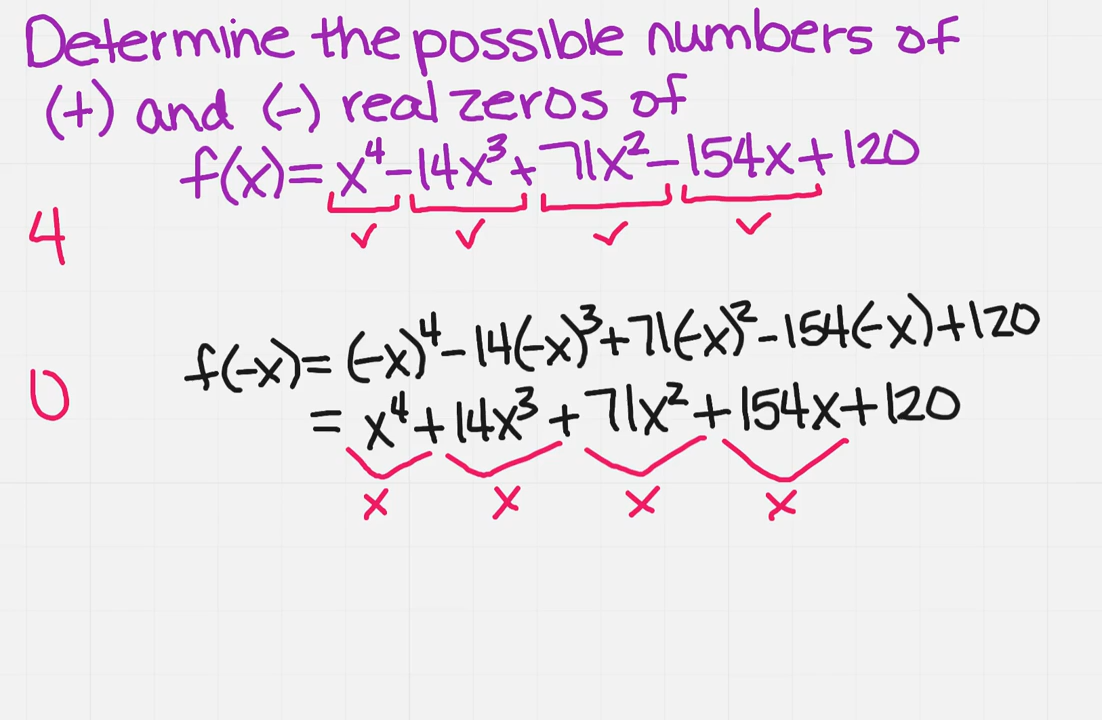 Determine the possible numbers of
(+) and (-) real zeros of
f(x)= x⁴-14x³+71x²-154x+120
✓ ✓ ✓ ✓
4
f(-x)= (-x)⁴-14(-x)³+71(-x)²-154(-x)+120
0
= x⁴+14x³+71x²+154x+120
x x x x